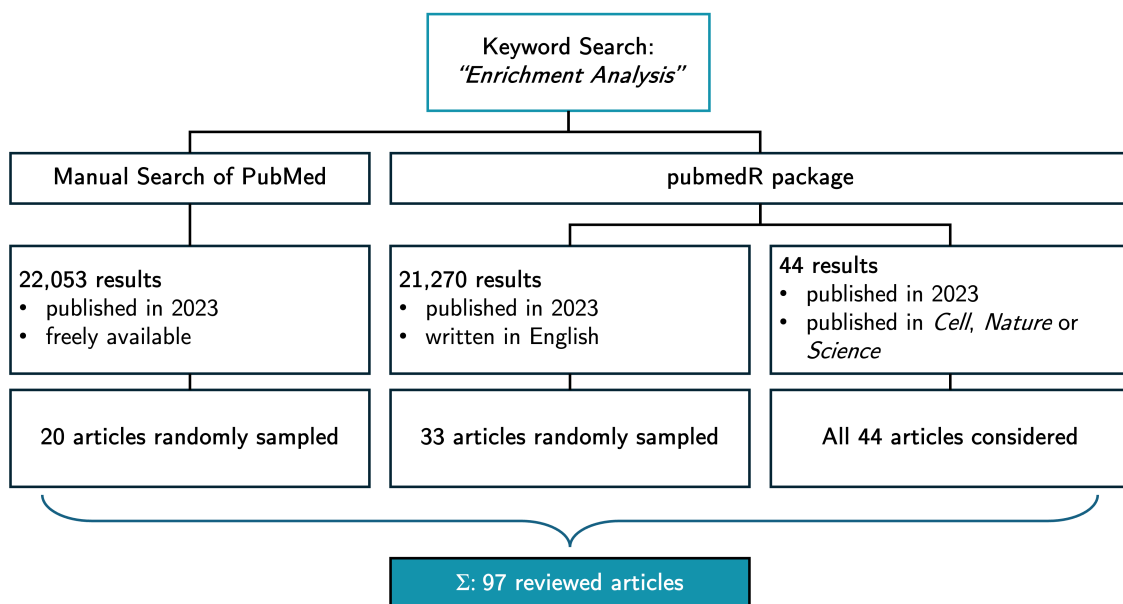 Keyword Search:
“Enrichment Analysis”
Manual Search of PubMed
pubmedR package
22,053 results
• published in 2023
• freely available
21,270 results
• published in 2023
• written in English
44 results
• published in 2023
• published in Cell, Nature or
Science
20 articles randomly sampled
33 articles randomly sampled
All 44 articles considered
Σ: 97 reviewed articles